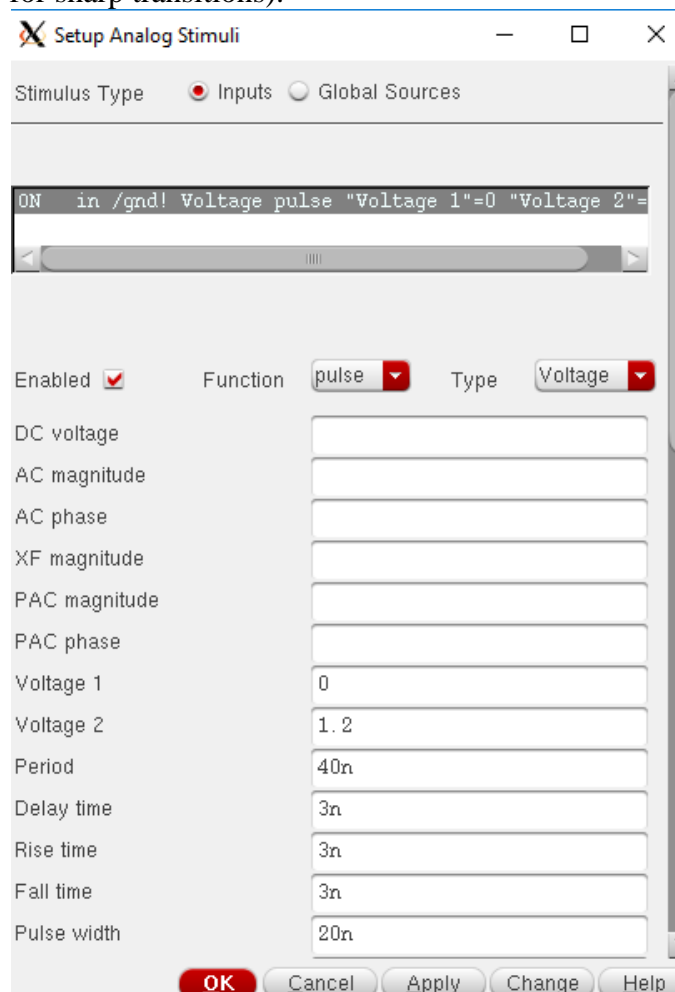 for sharp transitions).
Setup Analog Stimuli
Stimulus Type Inputs Global Sources
ON in /gnd! Voltage pulse "Voltage 1"=0 "Voltage 2"=
Enabled Function pulse Type Voltage
DC voltage
AC magnitude
AC phase
XF magnitude
PAC magnitude
PAC phase
Voltage 1 0
Voltage 2 1.2
Period 40n
Delay time 3n
Rise time 3n
Fall time 3n
Pulse width 20n
OK Cancel Apply Change Help